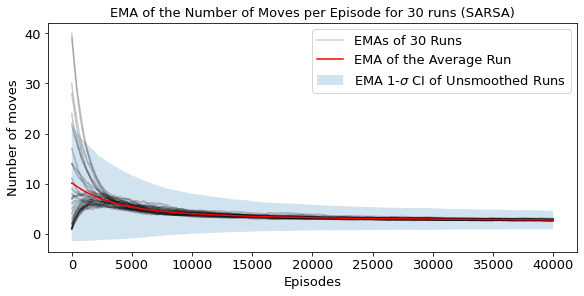 EMA of the Number of Moves per Episode for 30 runs (SARSA)
EMAs of 30 Runs
EMA of the Average Run
EMA 1-σ CI of Unsmoothed Runs
Number of moves
40
30
20
10
0
0 5000 10000 15000 20000 25000 30000 35000 40000
Episodes